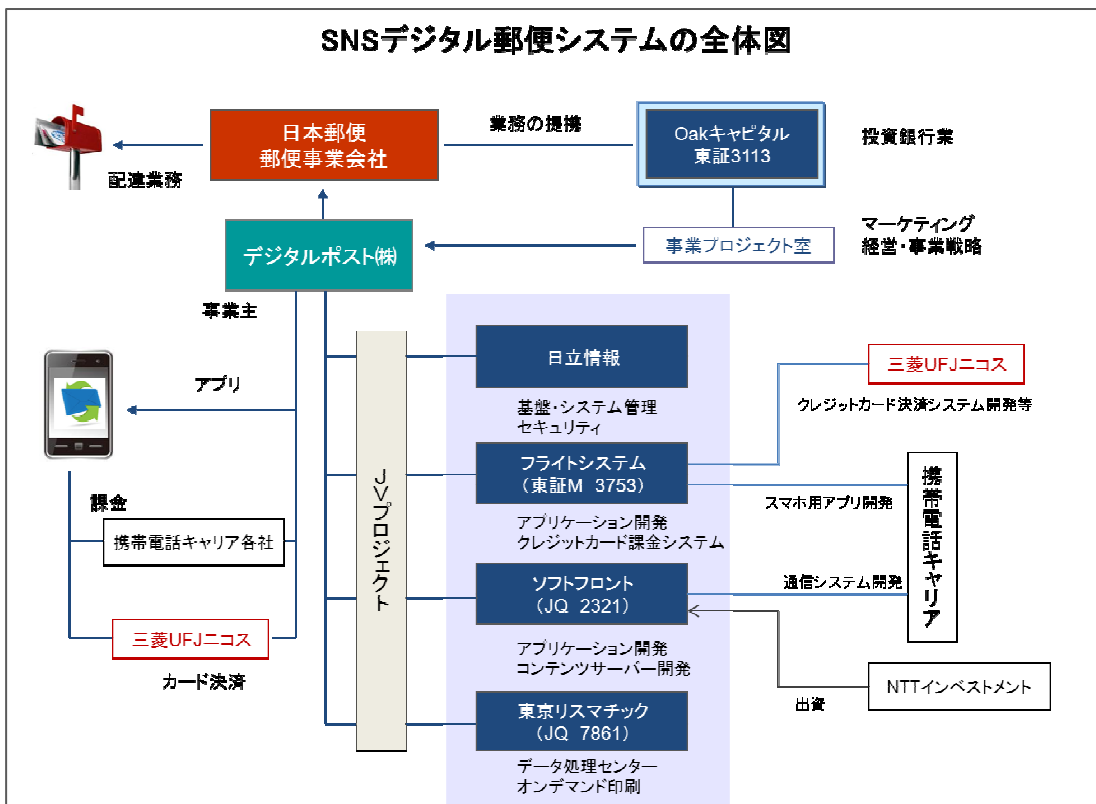 SNSデジタル郵便システムの全体図
日本郵便
郵便事業会社
業務の提携
Oakキャピタル
東証3113
投資銀行業
配達業務
デジタルポスト㈱
事業プロジェクト室
マーケティング
経営・事業戦略
事業主
アプリ
JVプロジェクト
日立情報
基盤・システム管理
セキュリティ
三菱UFJニコス
クレジットカード決済システム開発等
フライトシステム
（東証M 3753）
アプリケーション開発
クレジットカード課金システム
スマホ用アプリ開発
携帯電話キャリア
課金
携帯電話キャリア各社
ソフトフロント
（JQ 2321）
通信システム開発
アプリケーション開発
コンテンツサーバー開発
三菱UFJニコス
カード決済
NTTインベストメント
出資
東京リスマチック
（JQ 7861）
データ処理センター
オンデマンド印刷